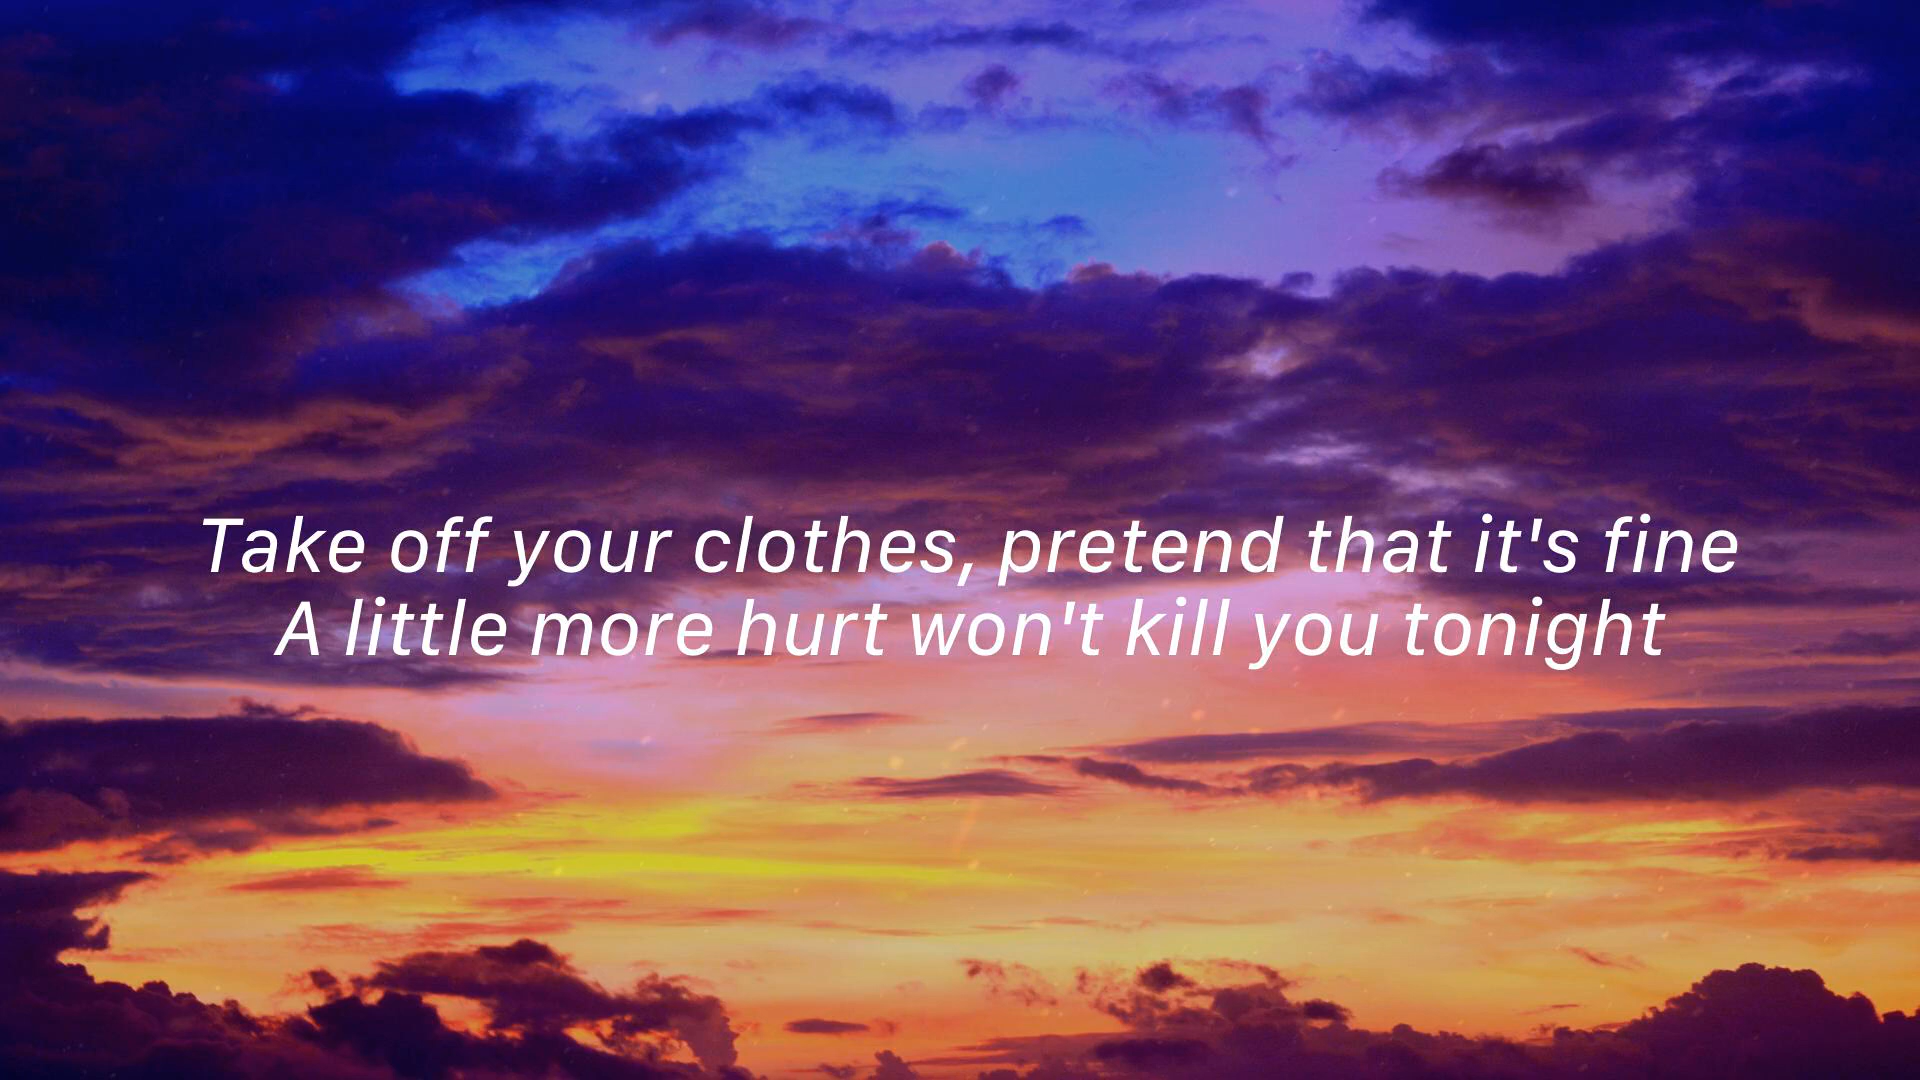 Take off your clothes, pretend that it's fine
A little more hurt won't kill you tonight